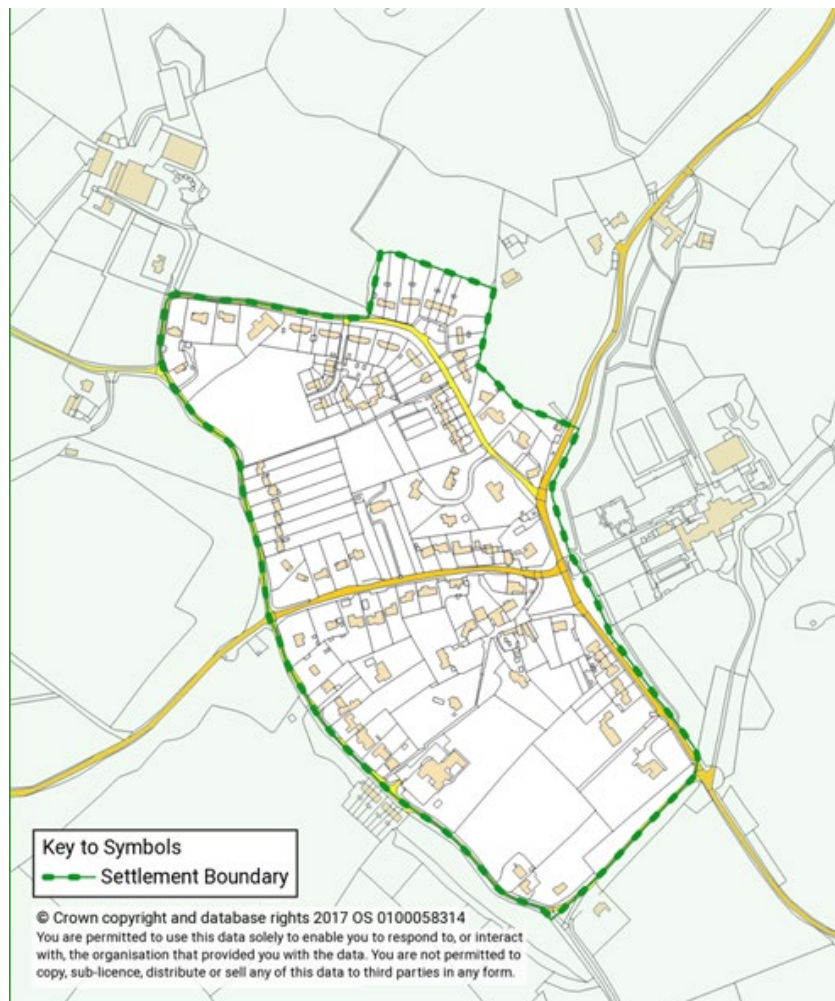 Key to Symbols
Settlement Boundary
© Crown copyright and database rights 2017 OS 0100058314
You are permitted to use this data solely to enable you to respond to, or interact
with, the organisation that provided you with the data. You are not permitted to
copy, sub-licence, distribute or sell any of this data to third parties in any form.